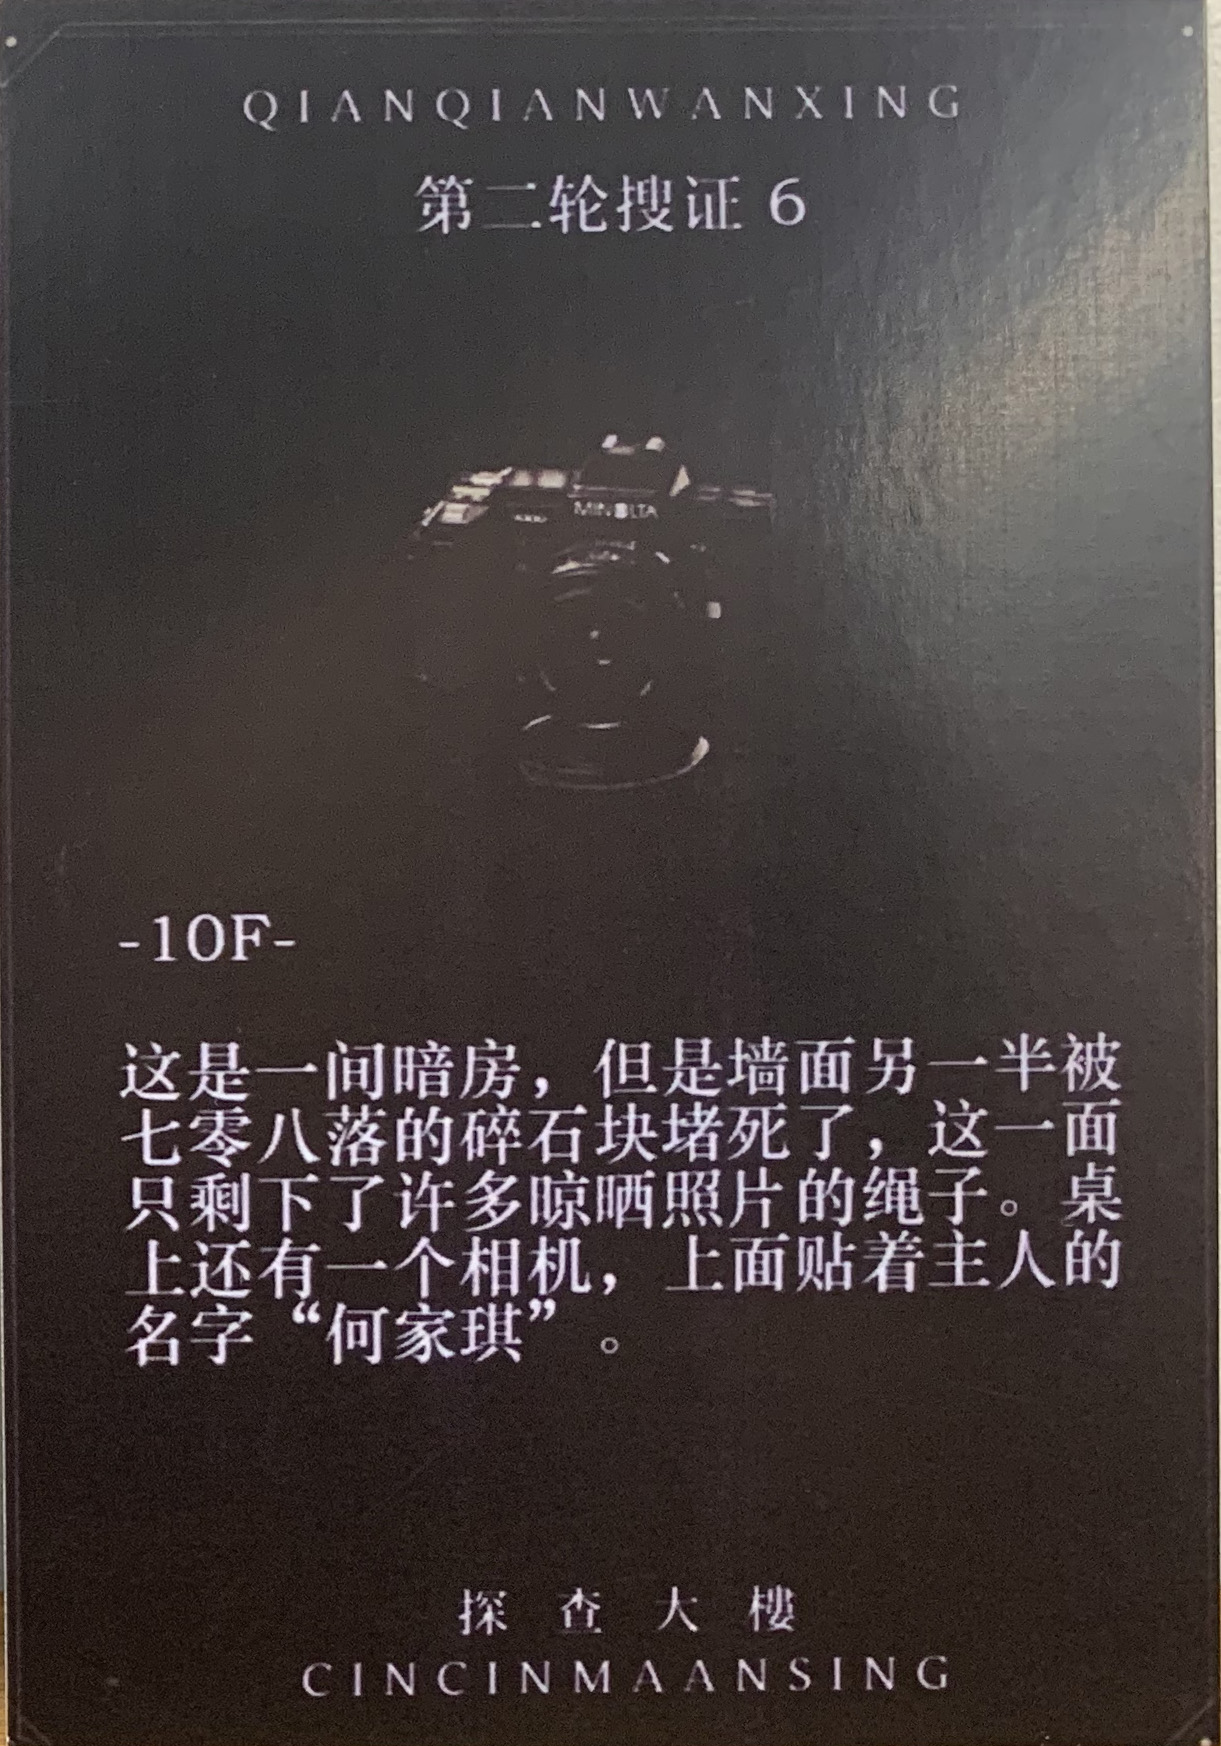 QIANQIANWANXING
第二轮搜证 6
MINOLTA
-10F-
这是一间暗房，但是墙面另一半被
七零八落的碎石块堵死了，这一面
只剩下了许多晾晒照片的绳子。桌
上还有一个相机，上面贴着主人的
名字“何家琪”。
探查大樓
CINCINMAANSING